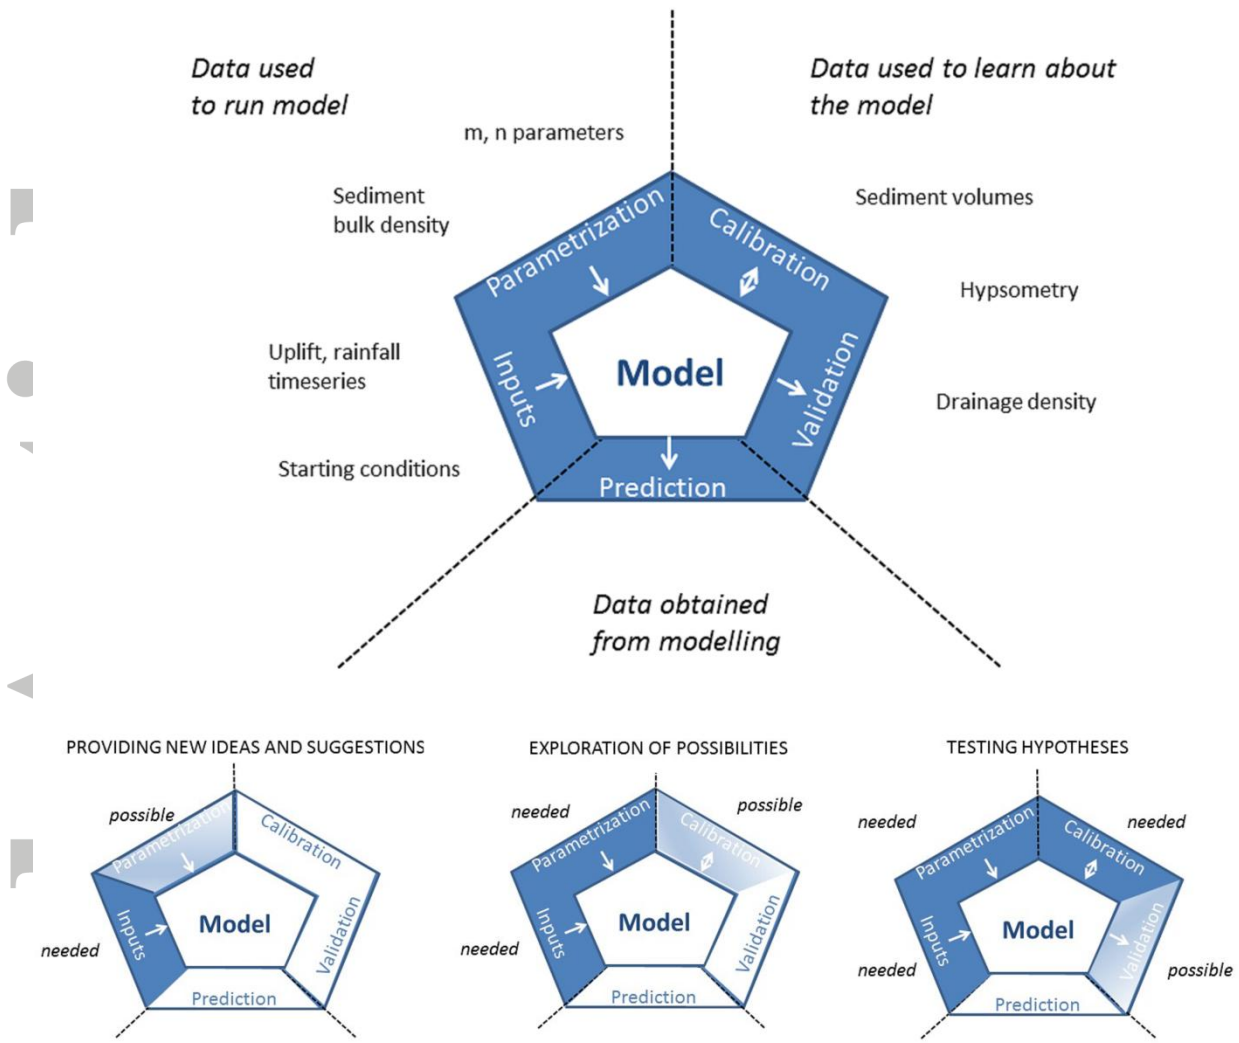 Data used
to run model
Data used to learn about
the model
m, n parameters
Sediment
bulk density
Sediment volumes
Parametrization
Calibration
Hypsometry
Uplift, rainfall
timeseries
Inputs
Model
Validation
Drainage density
Starting conditions
Prediction
Data obtained
from modelling
PROVIDING NEW IDEAS AND SUGGESTIONS
possible
Parametrization
Calibration
Inputs
Model
Validation
needed
Prediction
EXPLORATION OF POSSIBILITIES
needed
possible
Parametrization
Calibration
Inputs
Model
Validation
needed
Prediction
TESTING HYPOTHESES
needed
needed
Parametrization
Calibration
Inputs
Model
Validation
needed
possible
Prediction